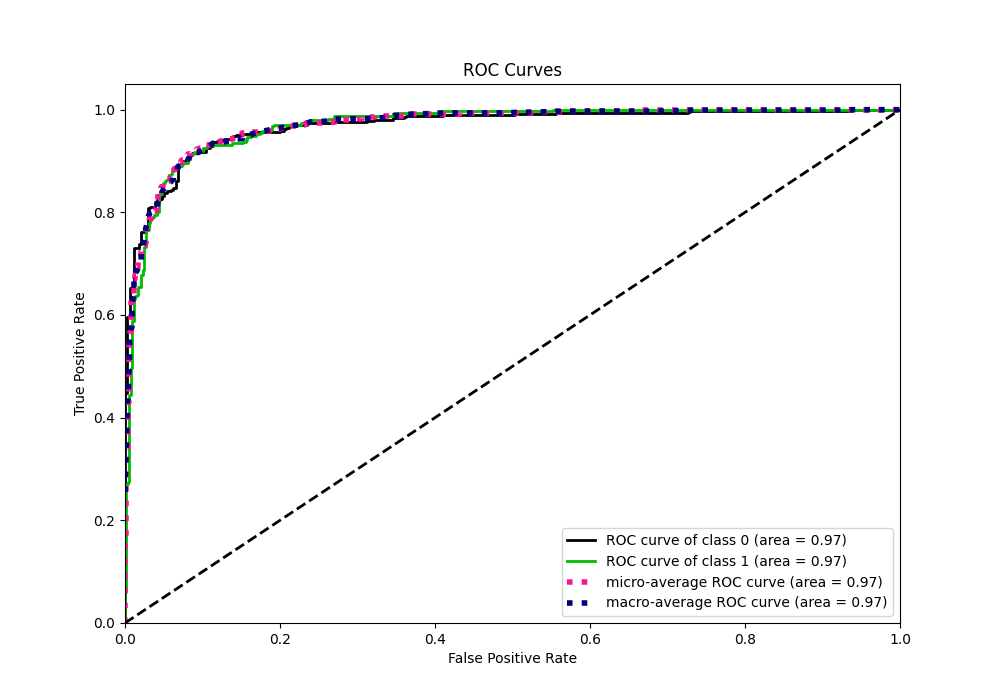 ROC Curves
True Positive Rate
1.0
0.8
0.6
0.4
0.2
0.0
0.0 0.2 0.4 0.6 0.8 1.0
False Positive Rate
ROC curve of class 0 (area = 0.97)
ROC curve of class 1 (area = 0.97)
micro-average ROC curve (area = 0.97)
macro-average ROC curve (area = 0.97)